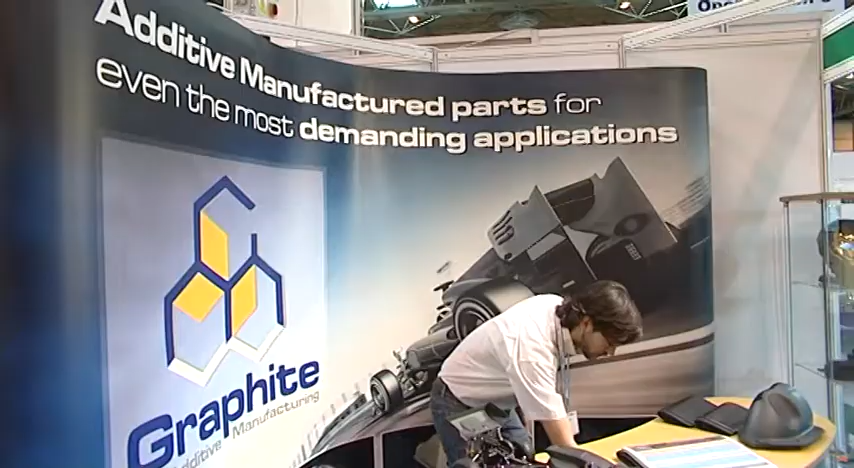 Additive Manufactured parts for
even the most demanding applications
Graphite
Additive Manufacturing